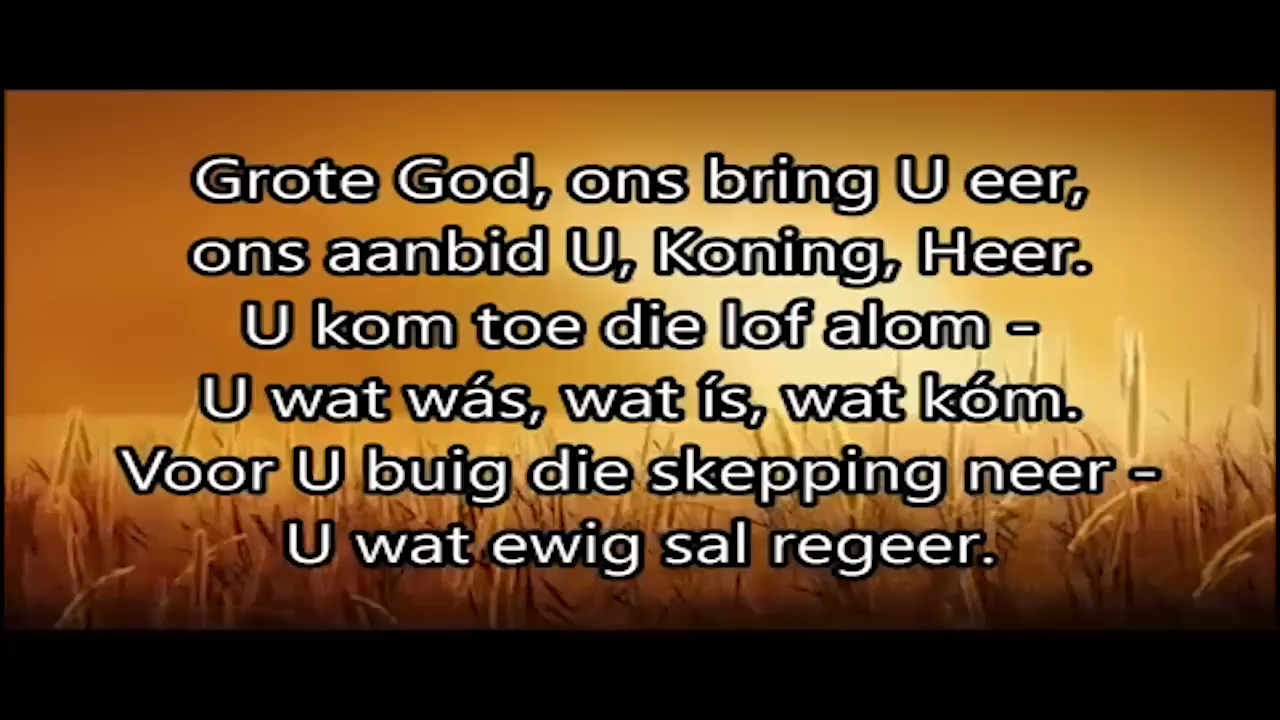 Grote God, ons bring U eer,
ons aanbid U, Koning, Heer.
U kom toe die lof alom -
U wat wás, wat ís, wat kóm.
Voor U buig die skepping neer -
U wat ewig sal regeer.